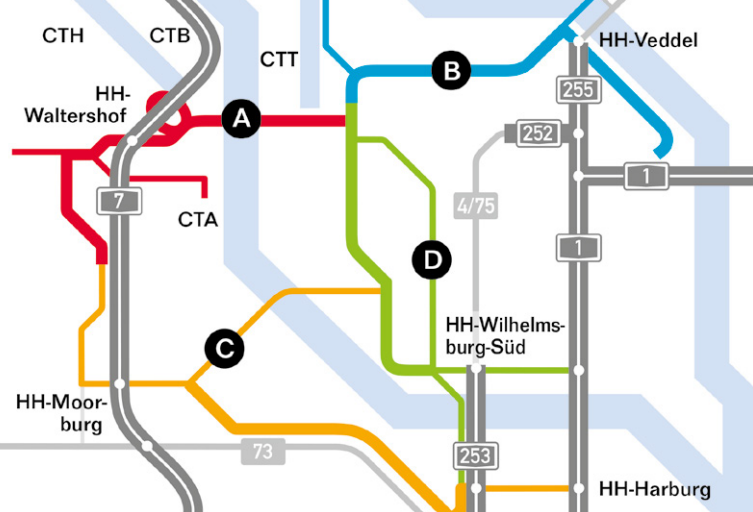 CTH
CTB
CTT
HH-Veddel
B
255
HH-
Waltershof
A
252
1
7
4/75
CTA
1
D
HH-Wilhelms-
burg-Süd
C
HH-Moor-
burg
73
253
HH-Harburg